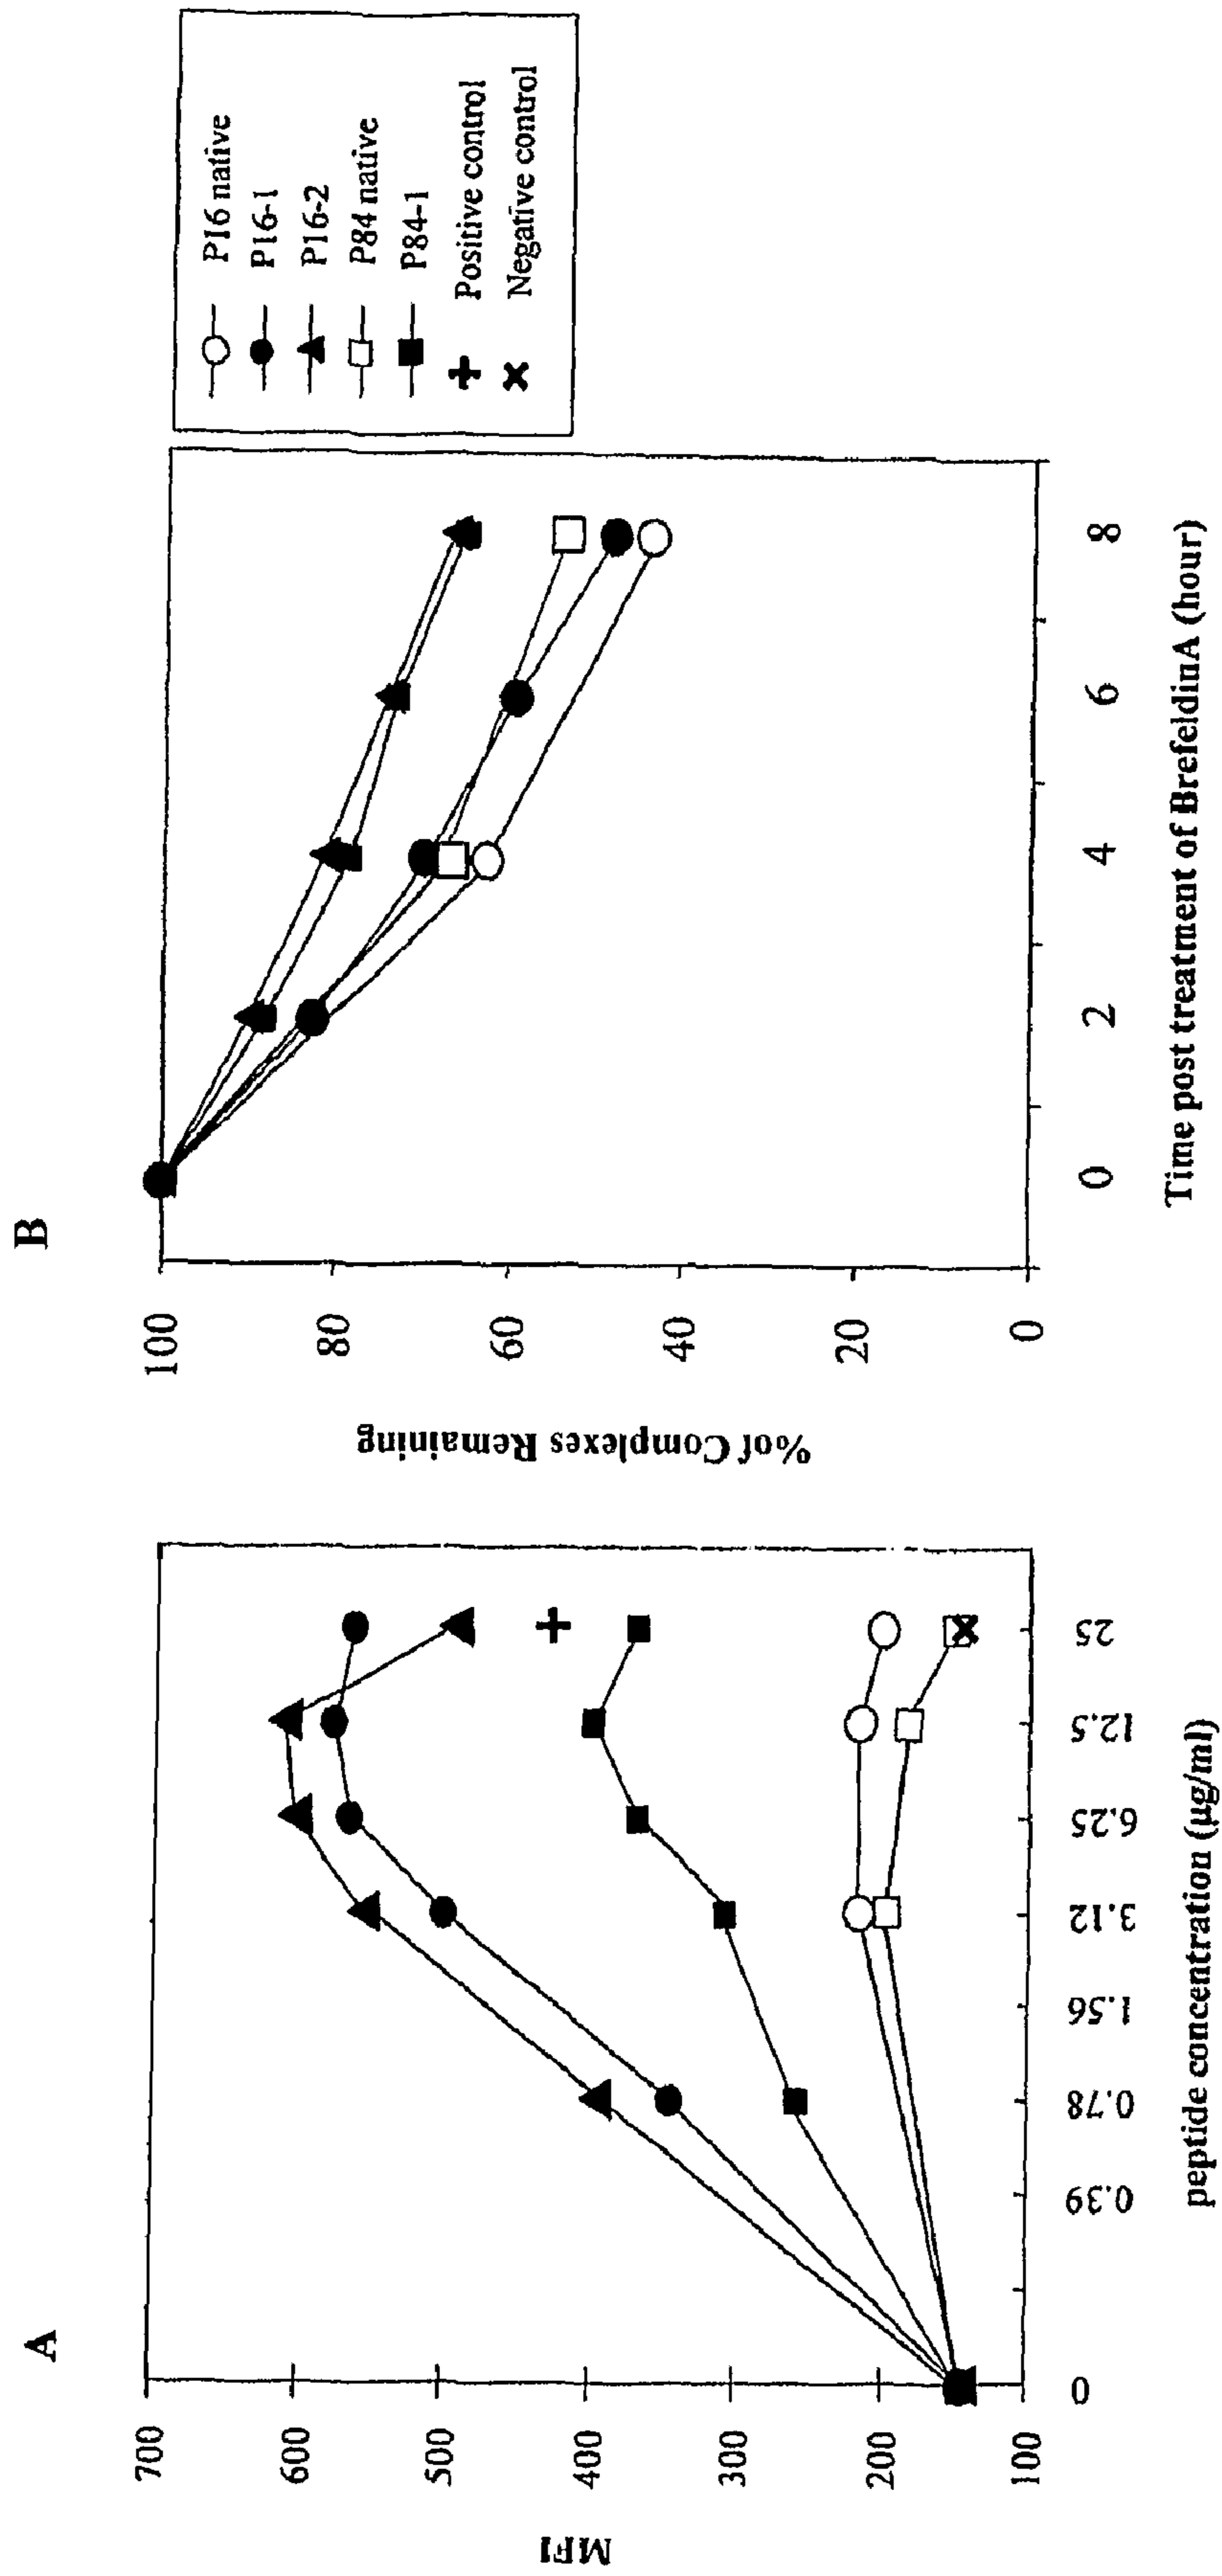 A
MFI
700
600
500
400
300
200
100
0
0.39
0.78
1.56
3.12
6.25
12.5
25
peptide concentration (µg/ml)
B
%of Complexes Remaining
100
80
60
40
20
0
0
2
4
6
8
Time post treatment of BrefeldinA (hour)
P16 native
P16-1
P16-2
P84 native
P84-1
Positive control
Negative control